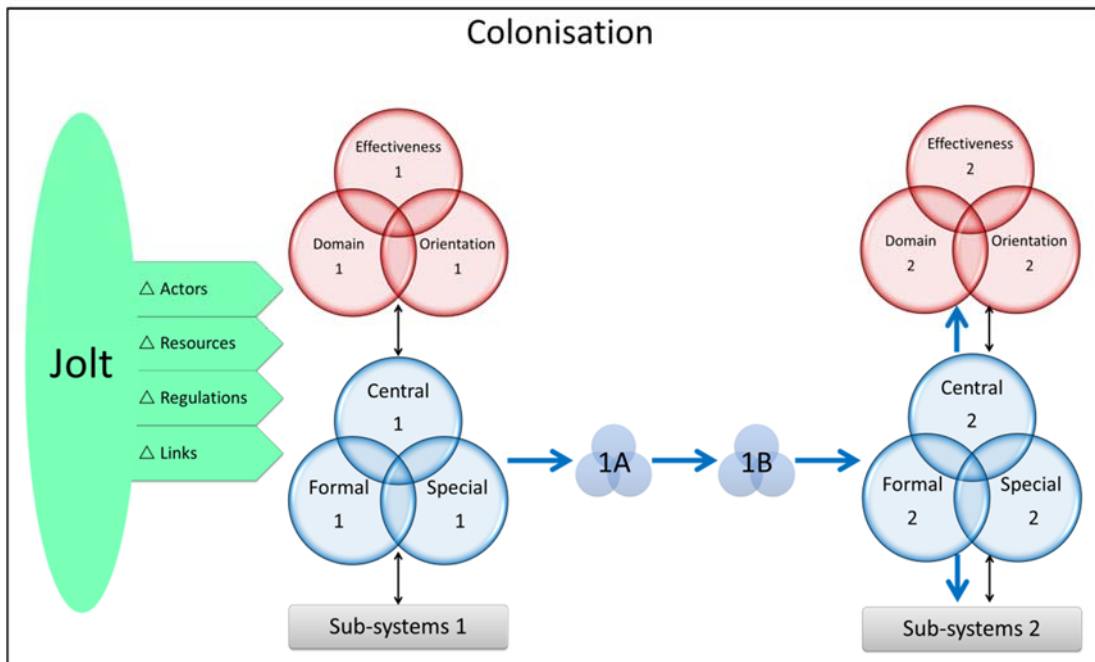 Colonisation
Jolt
△ Actors
△ Resources
△ Regulations
△ Links
Effectiveness
1
Domain
1
Orientation
1
Central
1
Formal
1
Special
1
Sub-systems 1
1A
1B
Effectiveness
2
Domain
2
Orientation
2
Central
2
Formal
2
Special
2
Sub-systems 2